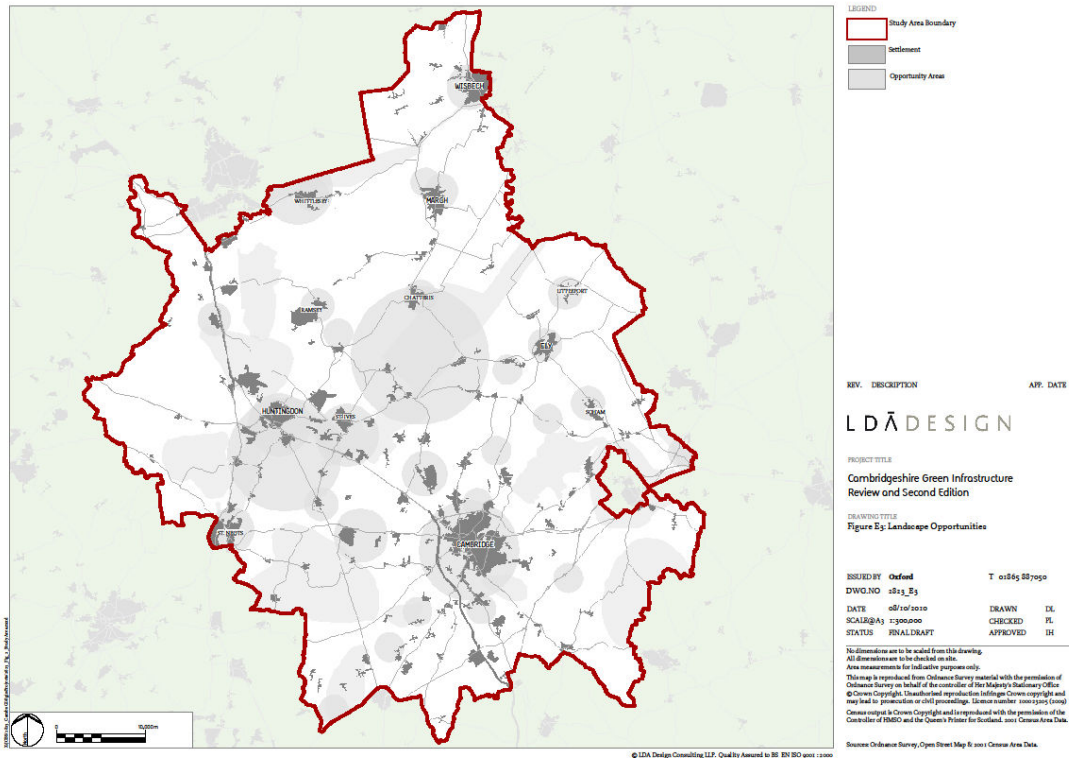 LEGEND
Study Area Boundary
Settlement
Opportunity Areas
WISBECH
WHITTLESEY
MARCH
CHATTERIS
LITTLEPORT
RAMSEY
ELY
HUNTINGDON
ST IVES
SOHAM
ST NEOTS
CAMBRIDGE
0 10,000m
North
REV. DESCRIPTION APP. DATE
LDĀDESIGN
PROJECT TITLE
Cambridgeshire Green Infrastructure
Review and Second Edition
DRAWING TITLE
Figure E3: Landscape Opportunities
ISSUED BY Oxford T 01865 887050
DWG.NO 2823_E3
DATE 08/10/2010 DRAWN DL
SCALE@A3 1:300,000 CHECKED PL
STATUS FINAL DRAFT APPROVED IH
No dimensions are to be scaled from this drawing.
All dimensions are to be checked on site.
Area measurements for indicative purposes only.
This map is reproduced from Ordnance Survey material with the permission of
Ordnance Survey on behalf of the controller of Her Majesty's Stationary Office
© Crown Copyright. Unauthorised reproduction infringes Crown copyright and
may lead to prosecution or civil proceedings. Licence number (2009)
Census output is Crown Copyright and is reproduced with the permission of the
Controller of HMSO and the Queen's Printer for Scotland. 2001 Census Area Data.
Sources: Ordnance Survey, Open Street Map & 2001 Census Area Data.
© LDA Design Consulting LLP. Quality Assured to BS EN ISO 9001 : 2000